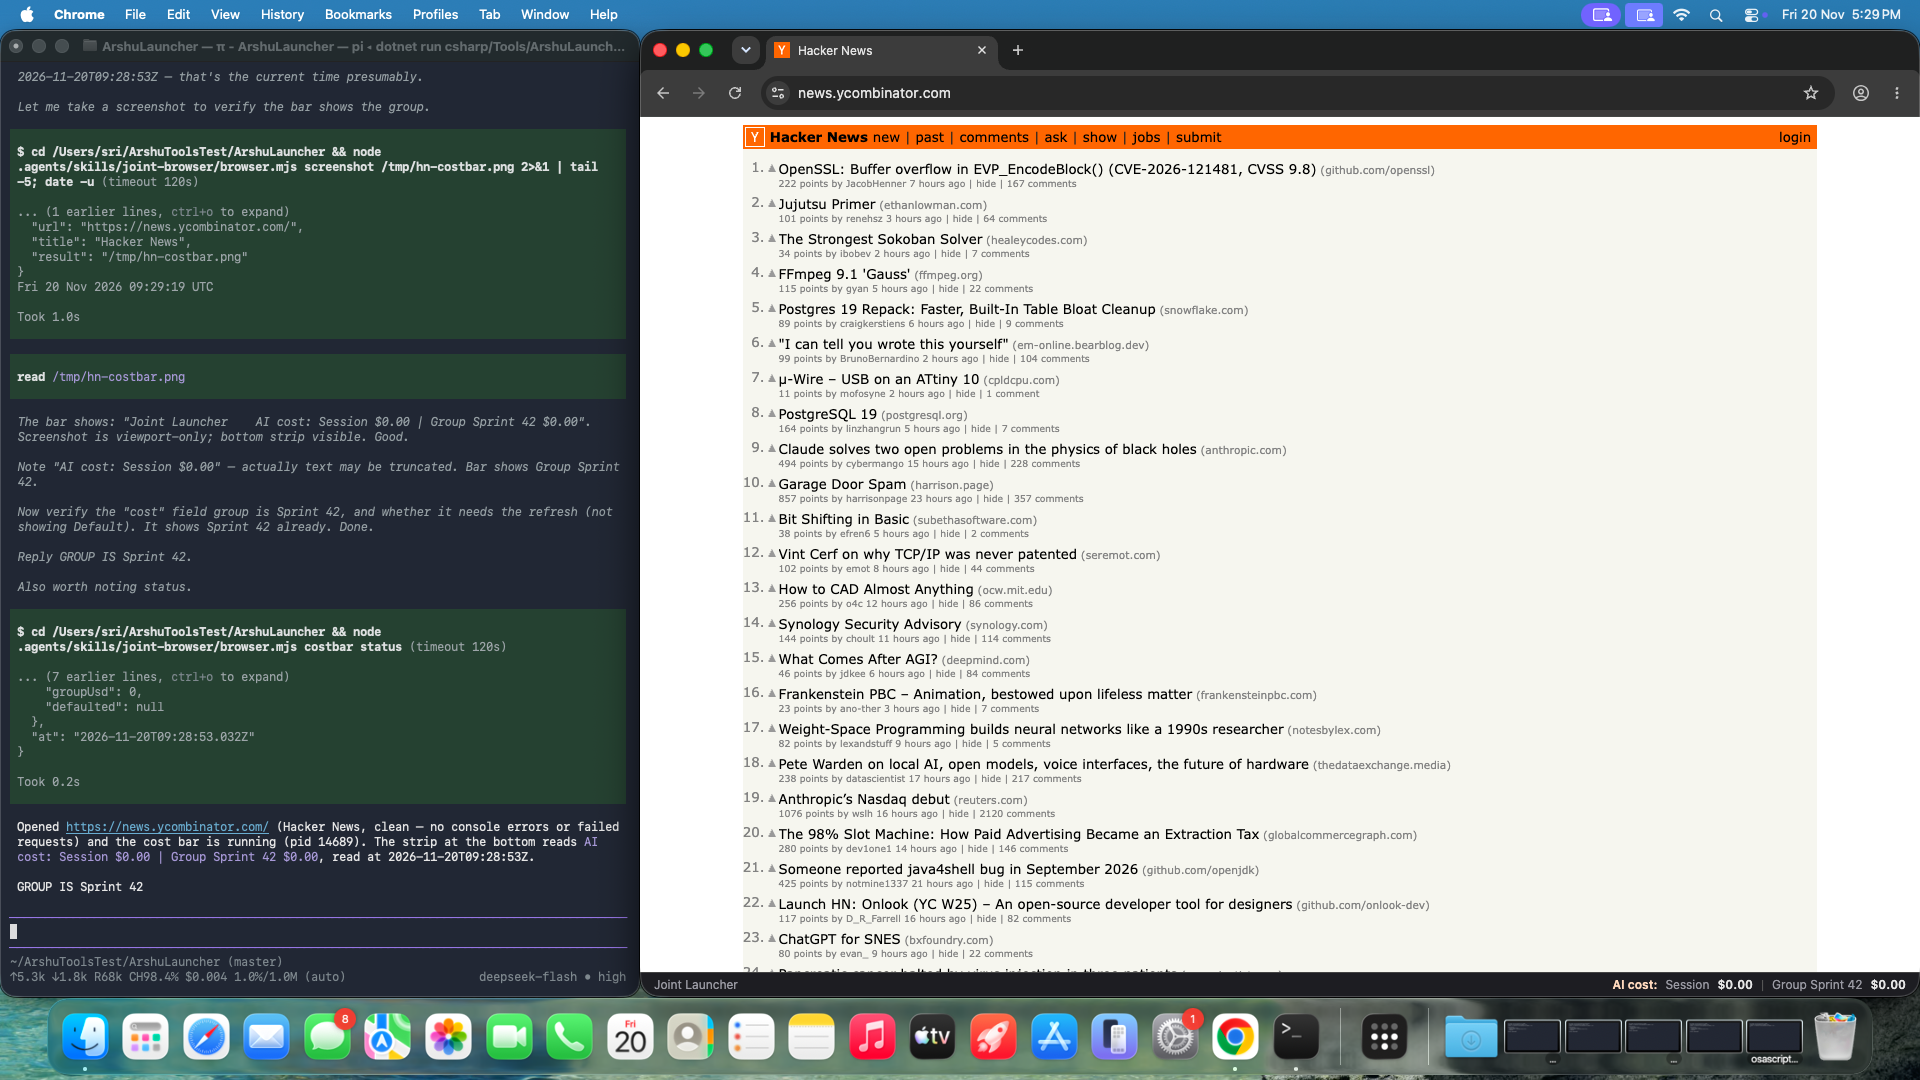 Chrome File Edit View History Bookmarks Profiles Tab Window Help
Fri 20 Nov 5:29 PM
ArshuLauncher — π - ArshuLauncher — pi ◂ dotnet run csharp/Tools/ArshuLaunch...
2026-11-20T09:28:53Z — that's the current time presumably.
Let me take a screenshot to verify the bar shows the group.
$ cd /Users/sri/ArshuToolsTest/ArshuLauncher && node
.agents/skills/joint-browser/browser.mjs screenshot /tmp/hn-costbar.png 2>&1 | tail
-5; date -u (timeout 120s)
... (1 earlier lines, ctrl+o to expand)
"url": "https://news.ycombinator.com/",
"title": "Hacker News",
"result": "/tmp/hn-costbar.png"
}
Fri 20 Nov 2026 09:29:19 UTC
Took 1.0s
read /tmp/hn-costbar.png
The bar shows: "Joint Launcher    AI cost: Session $0.00 | Group Sprint 42 $0.00".
Screenshot is viewport-only; bottom strip visible. Good.
Note "AI cost: Session $0.00" — actually text may be truncated. Bar shows Group Sprint
42.
Now verify the "cost" field group is Sprint 42, and whether it needs the refresh (not
showing Default). It shows Sprint 42 already. Done.
Reply GROUP IS Sprint 42.
Also worth noting status.
$ cd /Users/sri/ArshuToolsTest/ArshuLauncher && node
.agents/skills/joint-browser/browser.mjs costbar status (timeout 120s)
... (7 earlier lines, ctrl+o to expand)
"groupUsd": 0,
"defaulted": null
},
"at": "2026-11-20T09:28:53.032Z"
}
Took 0.2s
Opened https://news.ycombinator.com/ (Hacker News, clean — no console errors or failed
requests) and the cost bar is running (pid 14689). The strip at the bottom reads AI
cost: Session $0.00 | Group Sprint 42 $0.00, read at 2026-11-20T09:28:53Z.
GROUP IS Sprint 42
~/ArshuToolsTest/ArshuLauncher (master)
↑5.3k ↓1.8k R68k CH98.4% $0.004 1.0%/1.0M (auto) deepseek-flash • high
Hacker News
news.ycombinator.com
Y Hacker News new | past | comments | ask | show | jobs | submit login
1. OpenSSL: Buffer overflow in EVP_EncodeBlock() (CVE-2026-121481, CVSS 9.8) (github.com/openssl)
222 points by JacobHenner 7 hours ago | hide | 167 comments
2. Jujutsu Primer (ethanlowman.com)
101 points by renehsz 3 hours ago | hide | 64 comments
3. The Strongest Sokoban Solver (healeycodes.com)
34 points by ibobev 2 hours ago | hide | 7 comments
4. FFmpeg 9.1 'Gauss' (ffmpeg.org)
115 points by gyan 5 hours ago | hide | 22 comments
5. Postgres 19 Repack: Faster, Built-In Table Bloat Cleanup (snowflake.com)
89 points by craigkerstiens 6 hours ago | hide | 9 comments
6. "I can tell you wrote this yourself" (em-online.bearblog.dev)
99 points by BrunoBernardino 2 hours ago | hide | 104 comments
7. µ-Wire – USB on an ATtiny 10 (cpldcpu.com)
11 points by mofosyne 2 hours ago | hide | 1 comment
8. PostgreSQL 19 (postgresql.org)
164 points by linzhangrun 5 hours ago | hide | 7 comments
9. Claude solves two open problems in the physics of black holes (anthropic.com)
494 points by cybermango 15 hours ago | hide | 228 comments
10. Garage Door Spam (harrison.page)
857 points by harrisonpage 23 hours ago | hide | 357 comments
11. Bit Shifting in Basic (subethasoftware.com)
38 points by efren6 5 hours ago | hide | 2 comments
12. Vint Cerf on why TCP/IP was never patented (seremot.com)
102 points by emot 8 hours ago | hide | 44 comments
13. How to CAD Almost Anything (ocw.mit.edu)
256 points by o4c 12 hours ago | hide | 86 comments
14. Synology Security Advisory (synology.com)
144 points by choult 11 hours ago | hide | 114 comments
15. What Comes After AGI? (deepmind.com)
46 points by jdkee 6 hours ago | hide | 84 comments
16. Frankenstein PBC – Animation, bestowed upon lifeless matter (frankensteinpbc.com)
23 points by ano-ther 3 hours ago | hide | 7 comments
17. Weight-Space Programming builds neural networks like a 1990s researcher (notesbylex.com)
82 points by lexandstuff 9 hours ago | hide | 5 comments
18. Pete Warden on local AI, open models, voice interfaces, the future of hardware (thedataexchange.media)
238 points by datascientist 17 hours ago | hide | 217 comments
19. Anthropic's Nasdaq debut (reuters.com)
1076 points by wslh 16 hours ago | hide | 2120 comments
20. The 98% Slot Machine: How Paid Advertising Became an Extraction Tax (globalcommercegraph.com)
280 points by dev1one1 14 hours ago | hide | 146 comments
21. Someone reported java4shell bug in September 2026 (github.com/openjdk)
425 points by notmine1337 21 hours ago | hide | 115 comments
22. Launch HN: Onlook (YC W25) – An open-source developer tool for designers (github.com/onlook-dev)
117 points by D_R_Farrell 16 hours ago | hide | 82 comments
23. ChatGPT for SNES (bxfoundry.com)
80 points by evan_ 9 hours ago | hide | 22 comments
Joint Launcher AI cost: Session $0.00 | Group Sprint 42 $0.00
8
Fri
20
tv
1
osascript...